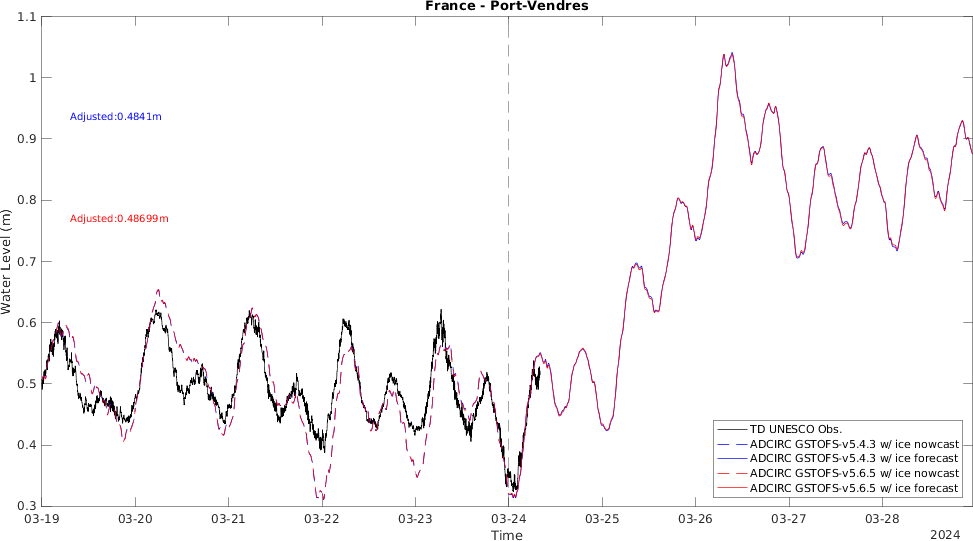 France - Port-Vendres
1.1
1
0.9
0.8
0.7
0.6
0.5
0.4
0.3
Water Level (m)
Adjusted:0.4841m
Adjusted:0.48699m
TD UNESCO Obs.
ADCIRC GSTOFS-v5.4.3 w/ ice nowcast
ADCIRC GSTOFS-v5.4.3 w/ ice forecast
ADCIRC GSTOFS-v5.6.5 w/ ice nowcast
ADCIRC GSTOFS-v5.6.5 w/ ice forecast
03-19 03-20 03-21 03-22 03-23 03-24 03-25 03-26 03-27 03-28
Time
2024